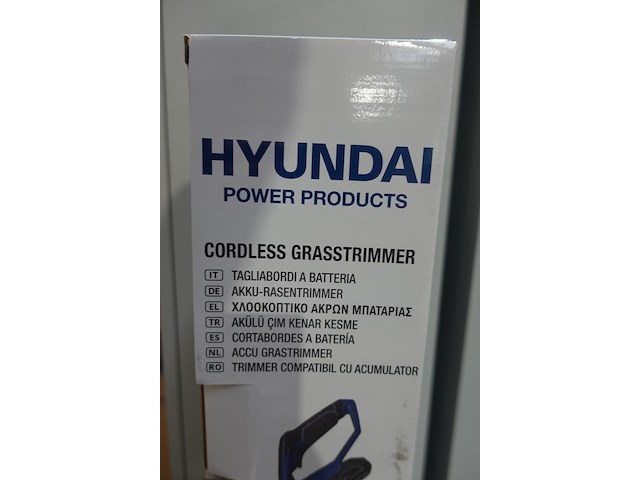 HYUNDAI
POWER PRODUCTS
CORDLESS GRASSTRIMMER
IT TAGLIABORDI A BATTERIA
DE AKKU-RASENTRIMMER
EL ΧΛΟΟΚΟΠΤΙΚΟ ΑΚΡΩΝ ΜΠΑΤΑΡΙΑΣ
TR AKÜLÜ ÇIM KENAR KESME
ES CORTABORDES A BATERÍA
NL ACCU GRASTRIMMER
RO TRIMMER COMPATIBIL CU ACUMULATOR